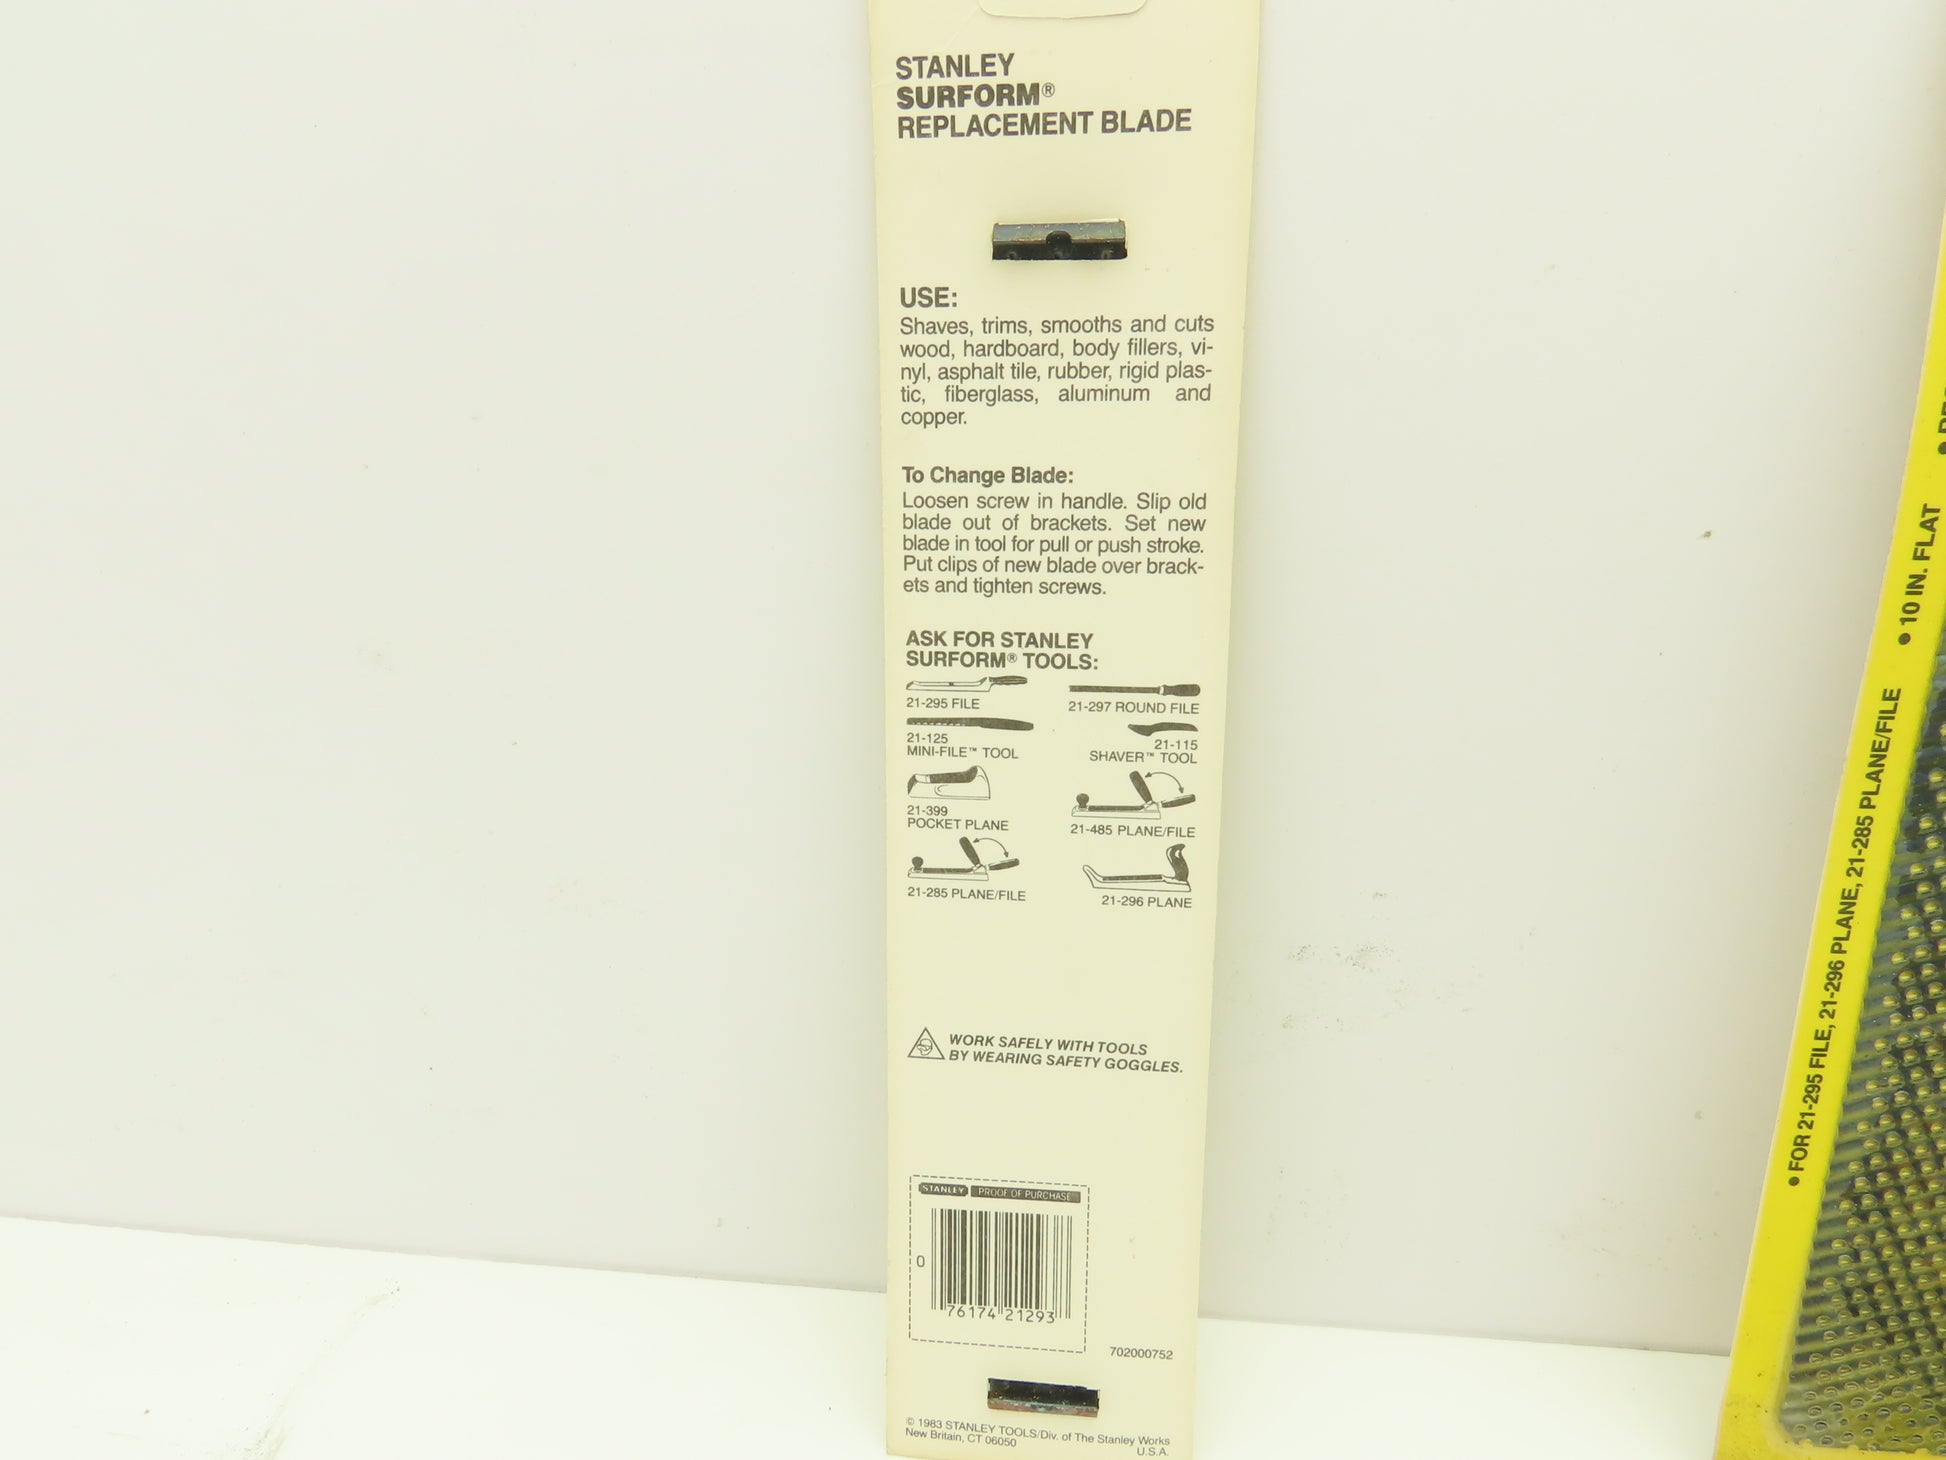 STANLEY
SURFORM®
REPLACEMENT BLADE
USE:
Shaves, trims, smooths and cuts
wood, hardboard, body fillers, vi-
nyl, asphalt tile, rubber, rigid plas-
tic, fiberglass, aluminum and
copper.
To Change Blade:
Loosen screw in handle. Slip old
blade out of brackets. Set new
blade in tool for pull or push stroke.
Put clips of new blade over brack-
ets and tighten screws.
ASK FOR STANLEY
SURFORM® TOOLS:
21-295 FILE
21-297 ROUND FILE
21-125
MINI-FILE™ TOOL
21-115
SHAVER™ TOOL
21-399
POCKET PLANE
21-485 PLANE/FILE
21-285 PLANE/FILE
21-296 PLANE
WORK SAFELY WITH TOOLS
BY WEARING SAFETY GOGGLES.
STANLEY PROOF OF PURCHASE
0
76174 21293
702000752
© 1983 STANLEY TOOLS/Div. of The Stanley Works
New Britain, CT 06050
U.S.A.
• 10 IN. FLAT
• FOR 21-295 FILE, 21-296 PLANE, 21-285 PLANE/FILE